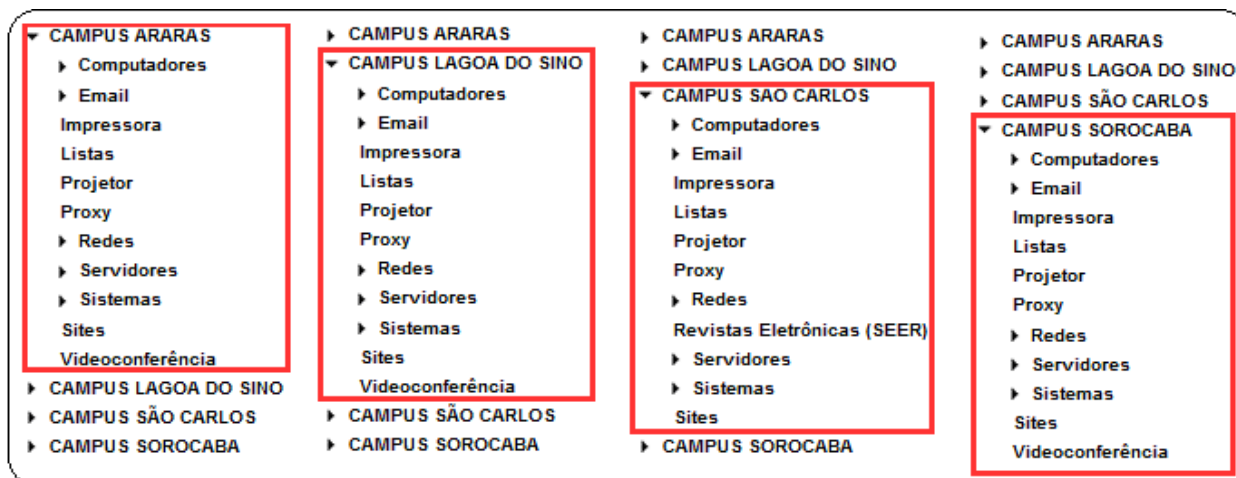 CAMPUS ARARAS
Computadores
Email
Impressora
Listas
Projetor
Proxy
Redes
Servidores
Sistemas
Sites
Videoconferência
CAMPUS LAGOA DO SINO
CAMPUS SÃO CARLOS
CAMPUS SOROCABA
CAMPUS ARARAS
CAMPUS LAGOA DO SINO
Computadores
Email
Impressora
Listas
Projetor
Proxy
Redes
Servidores
Sistemas
Sites
Videoconferência
CAMPUS SÃO CARLOS
CAMPUS SOROCABA
CAMPUS ARARAS
CAMPUS LAGOA DO SINO
CAMPUS SAO CARLOS
Computadores
Email
Impressora
Listas
Projetor
Proxy
Redes
Revistas Eletrônicas (SEER)
Servidores
Sistemas
Sites
CAMPUS SOROCABA
CAMPUS ARARAS
CAMPUS LAGOA DO SINO
CAMPUS SÃO CARLOS
CAMPUS SOROCABA
Computadores
Email
Impressora
Listas
Projetor
Proxy
Redes
Servidores
Sistemas
Sites
Videoconferência